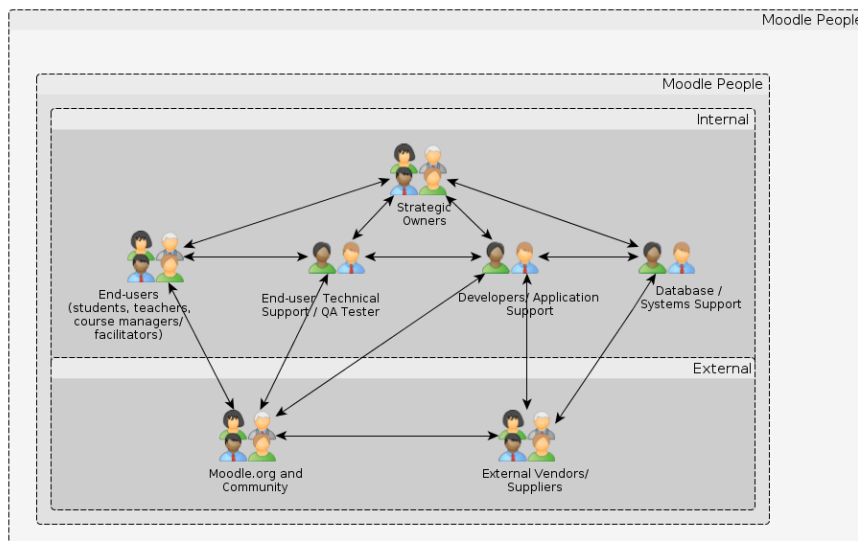 Moodle People
Moodle People
Internal
Strategic
Owners
End-users
(students, teachers,
course managers/
facilitators)
End-user Technical
Support / QA Tester
Developers/ Application
Support
Database /
Systems Support
External
Moodle.org and
Community
External Vendors/
Suppliers